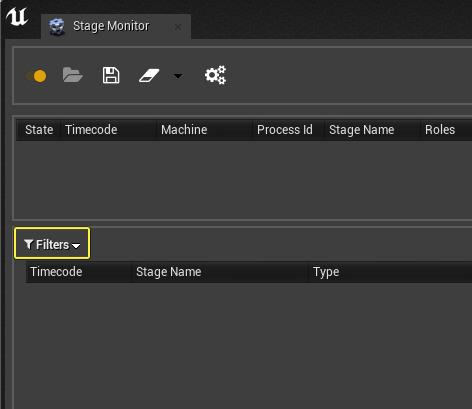 Stage Monitor
State Timecode Machine Process Id Stage Name Roles
Filters
Timecode Stage Name Type